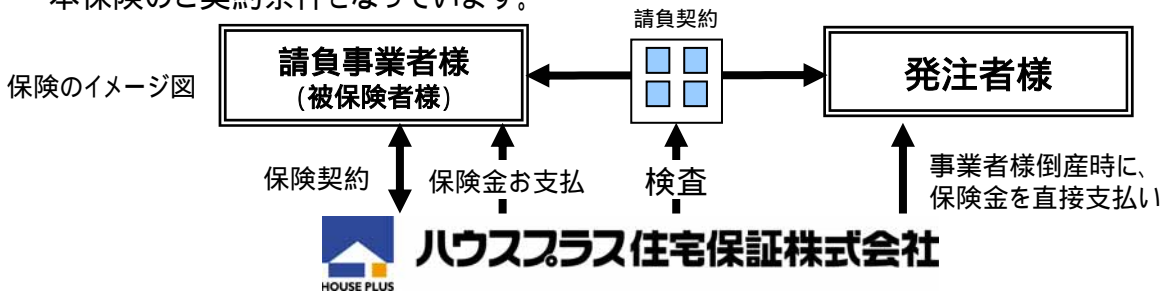 本保険のご契約条件となっています。
請負契約
保険のイメージ図
請負事業者様
(被保険者様)
発注者様
保険契約
保険金お支払
検査
事業者様倒産時に、
保険金を直接支払い
ハウスプラス住宅保証株式会社
HOUSE PLUS